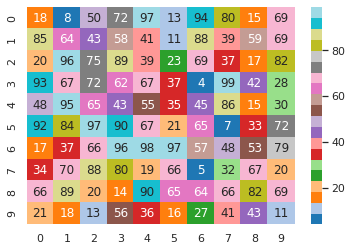 0 18 8 50 72 97 13 94 80 15 69
1 85 64 43 58 41 11 88 39 59 69
2 20 96 75 89 39 23 69 37 17 82
3 93 67 72 62 67 37 4 99 42 28
4 48 95 65 43 55 35 45 86 15 30
5 92 84 97 90 67 21 65 7 33 72
6 17 37 66 96 98 97 57 48 53 79
7 34 70 88 80 19 66 5 32 67 20
8 66 89 20 14 90 65 64 66 82 69
9 21 18 13 56 36 16 27 41 43 11
0 1 2 3 4 5 6 7 8 9
80
60
40
20